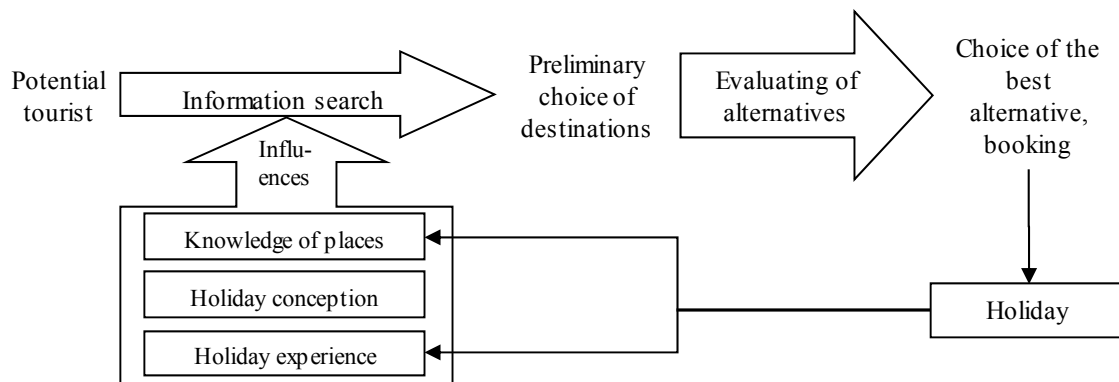 Potential
tourist
Information search
Preliminary
choice of
destinations
Evaluating of
alternatives
Choice of the
best
alternative,
booking
Influ-
ences
Knowledge of places
Holiday conception
Holiday experience
Holiday